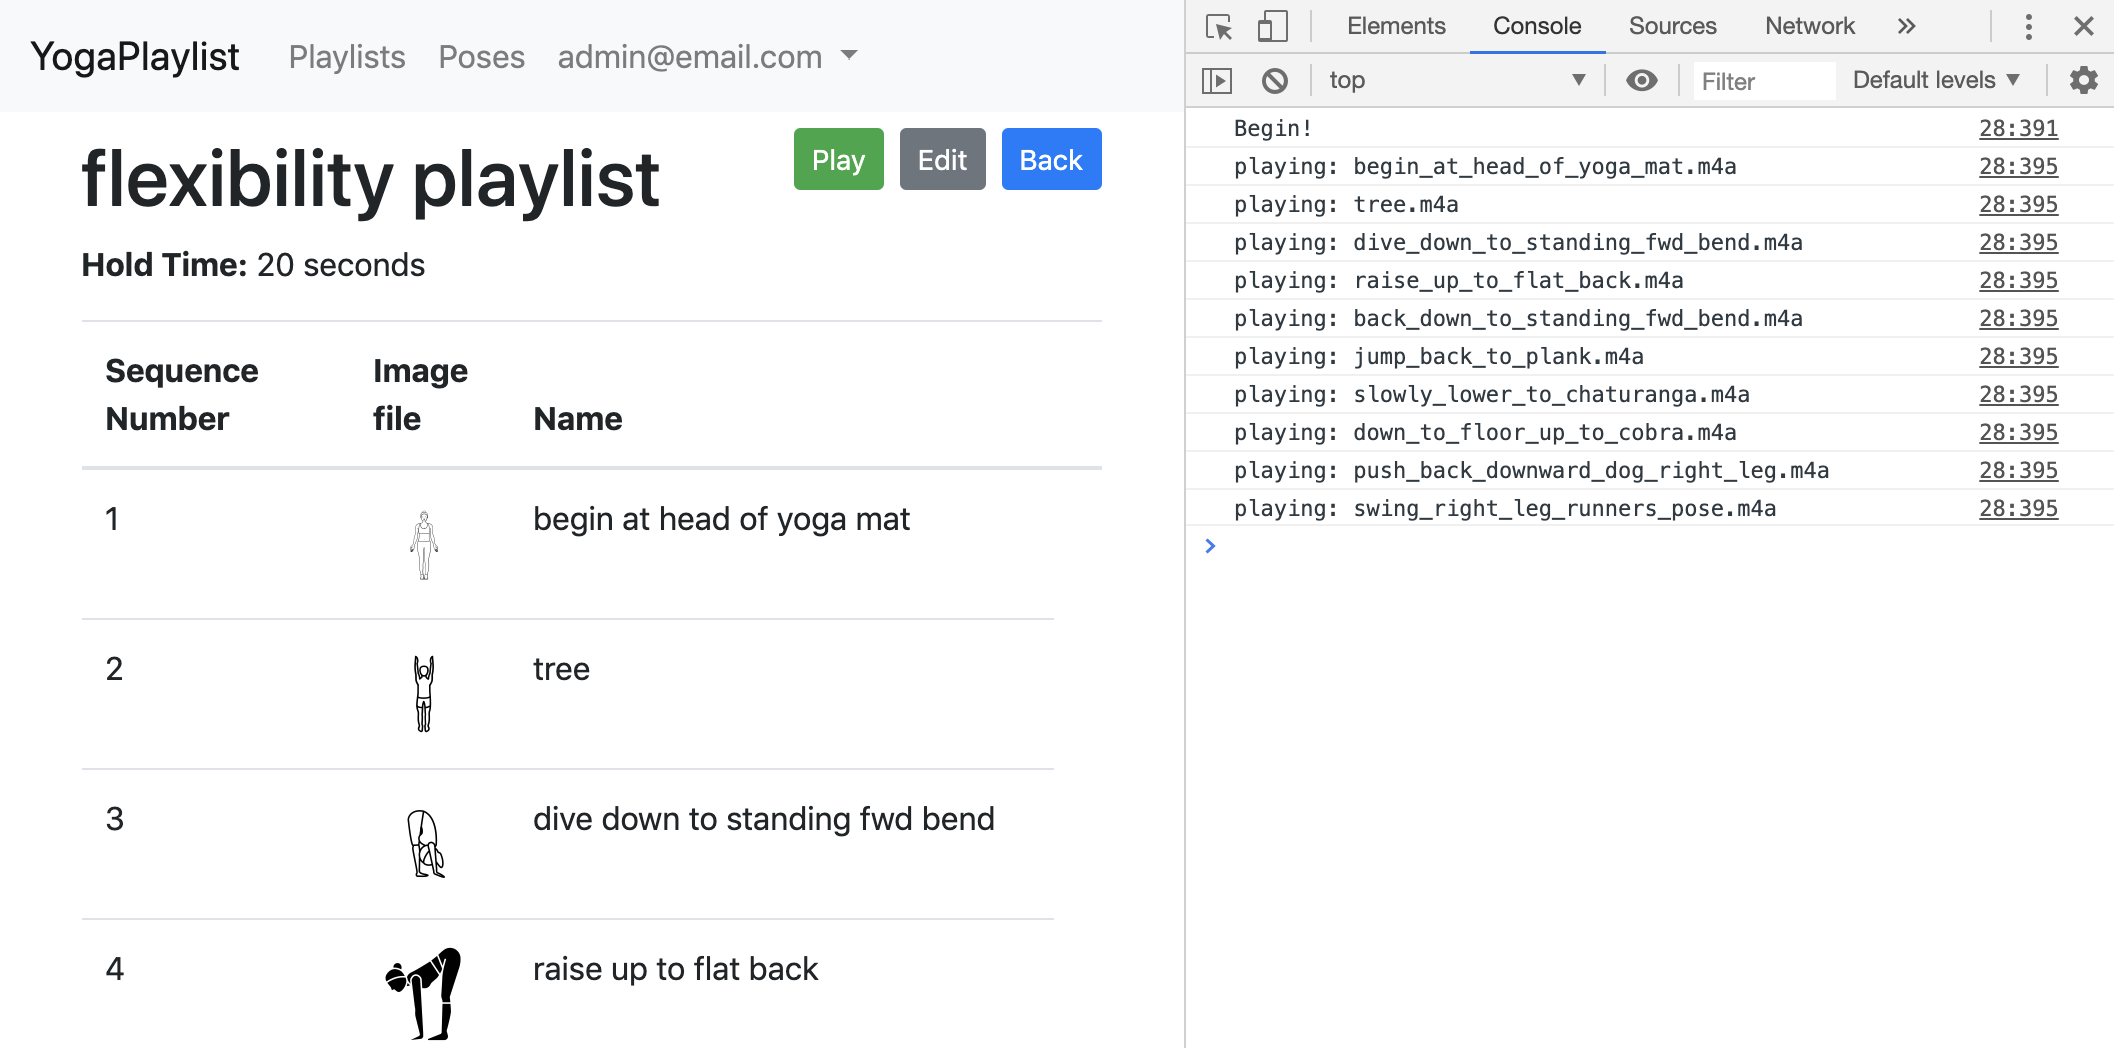 YogaPlaylist Playlists Poses admin@email.com
flexibility playlist
Play Edit Back
Hold Time: 20 seconds
Sequence Number Image file Name
1 begin at head of yoga mat
2 tree
3 dive down to standing fwd bend
4 raise up to flat back
Elements Console Sources Network
top Filter Default levels
Begin! 28:391
playing: begin_at_head_of_yoga_mat.m4a 28:395
playing: tree.m4a 28:395
playing: dive_down_to_standing_fwd_bend.m4a 28:395
playing: raise_up_to_flat_back.m4a 28:395
playing: back_down_to_standing_fwd_bend.m4a 28:395
playing: jump_back_to_plank.m4a 28:395
playing: slowly_lower_to_chaturanga.m4a 28:395
playing: down_to_floor_up_to_cobra.m4a 28:395
playing: push_back_downward_dog_right_leg.m4a 28:395
playing: swing_right_leg_runners_pose.m4a 28:395